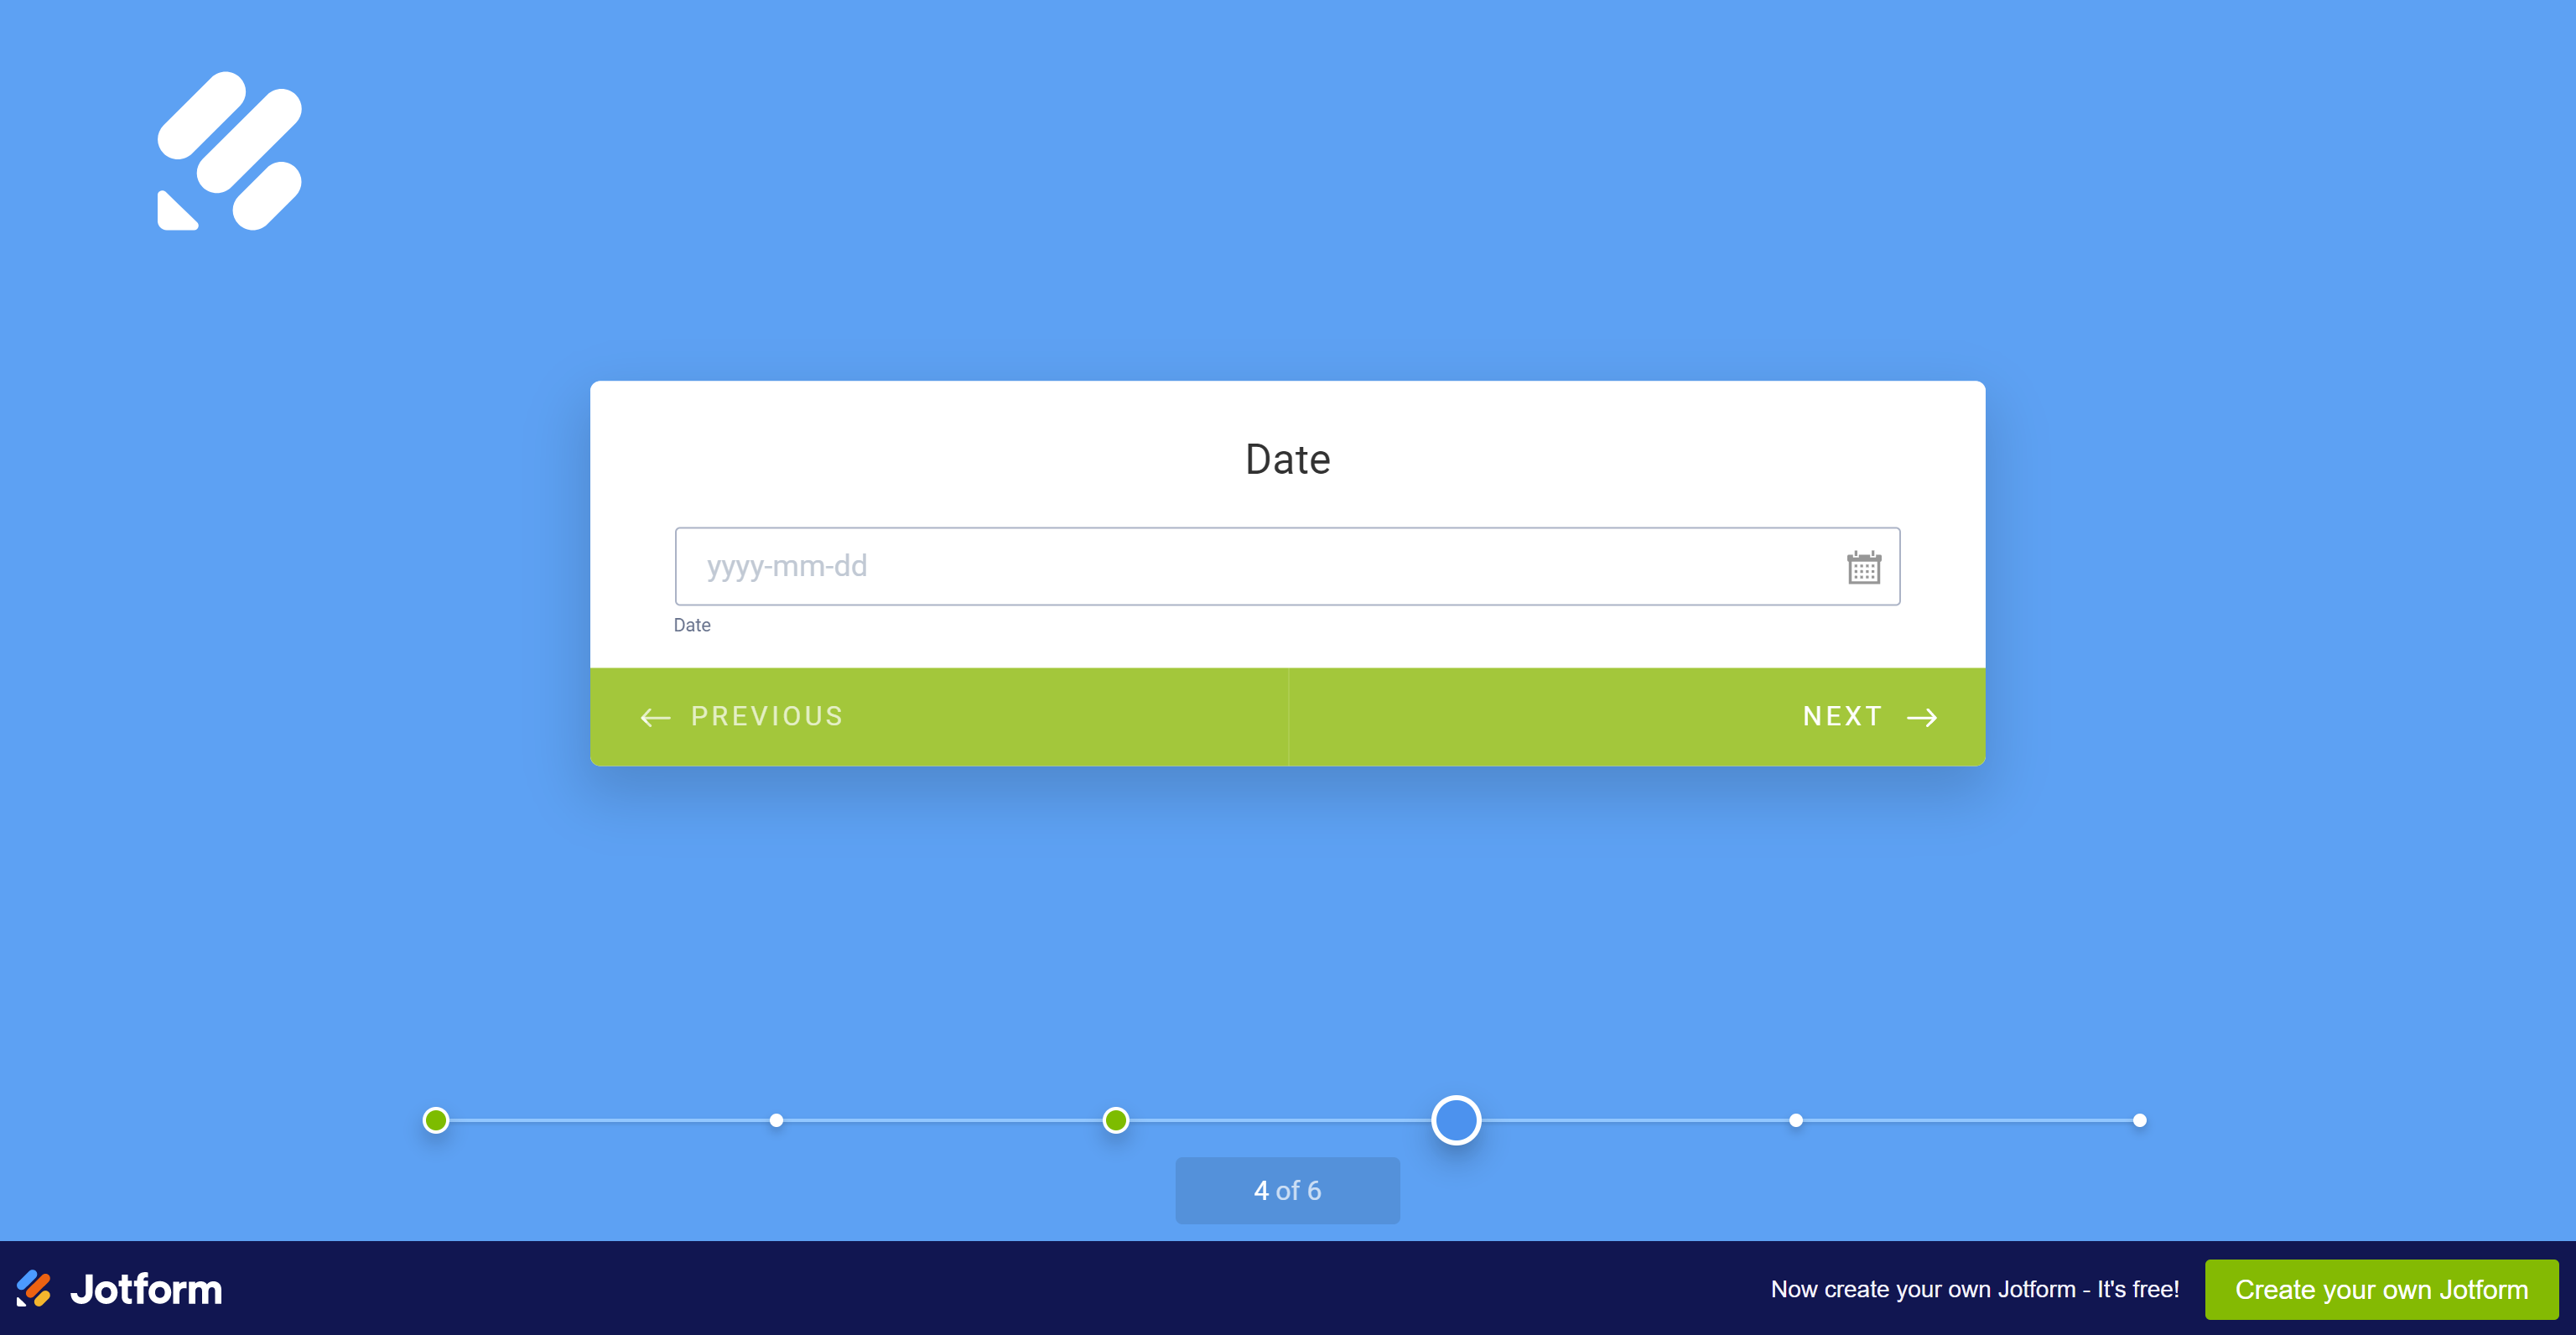 Date
yyyy-mm-dd
Date
PREVIOUS
NEXT
4 of 6
Jotform
Now create your own Jotform - It's free!
Create your own Jotform